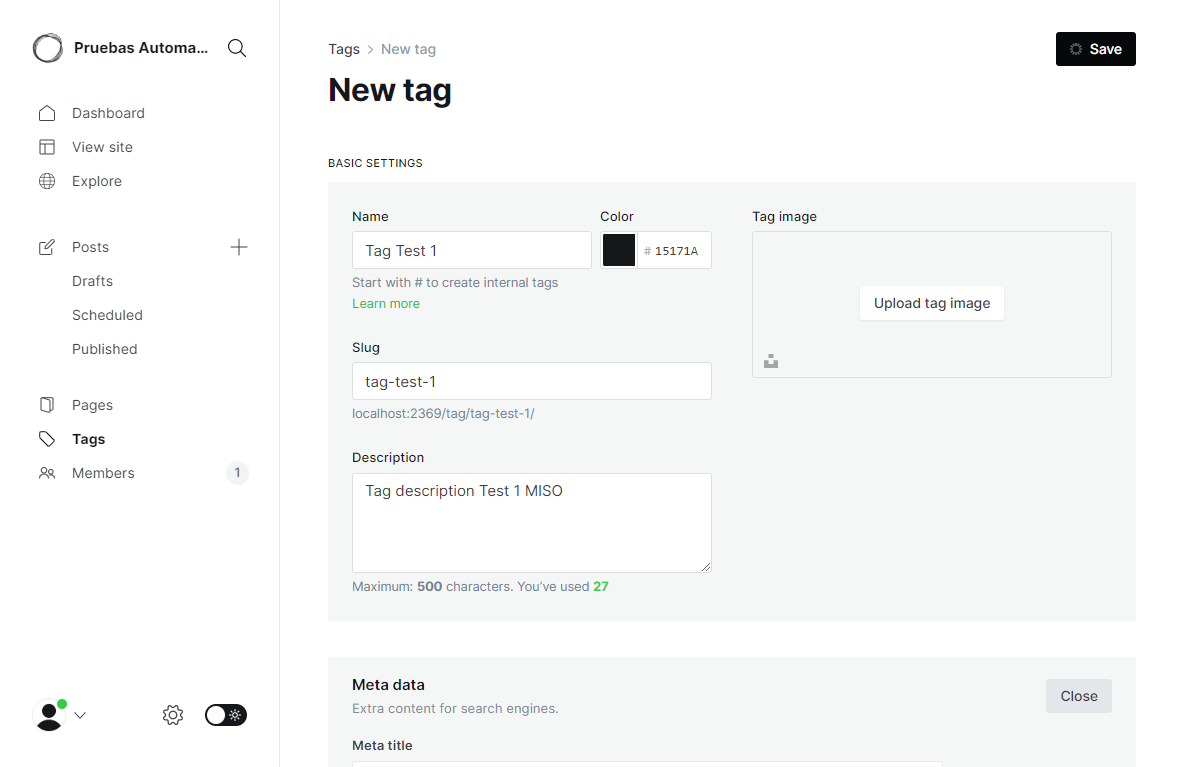 Pruebas Automa...
Dashboard
View site
Explore
Posts
Drafts
Scheduled
Published
Pages
Tags
Members 1
Tags > New tag
Save
New tag
BASIC SETTINGS
Name
Tag Test 1
Color
# 15171A
Start with # to create internal tags
Learn more
Slug
tag-test-1
localhost:2369/tag/tag-test-1/
Description
Tag description Test 1 MISO
Maximum: 500 characters. You’ve used 27
Tag image
Upload tag image
Meta data
Extra content for search engines.
Close
Meta title